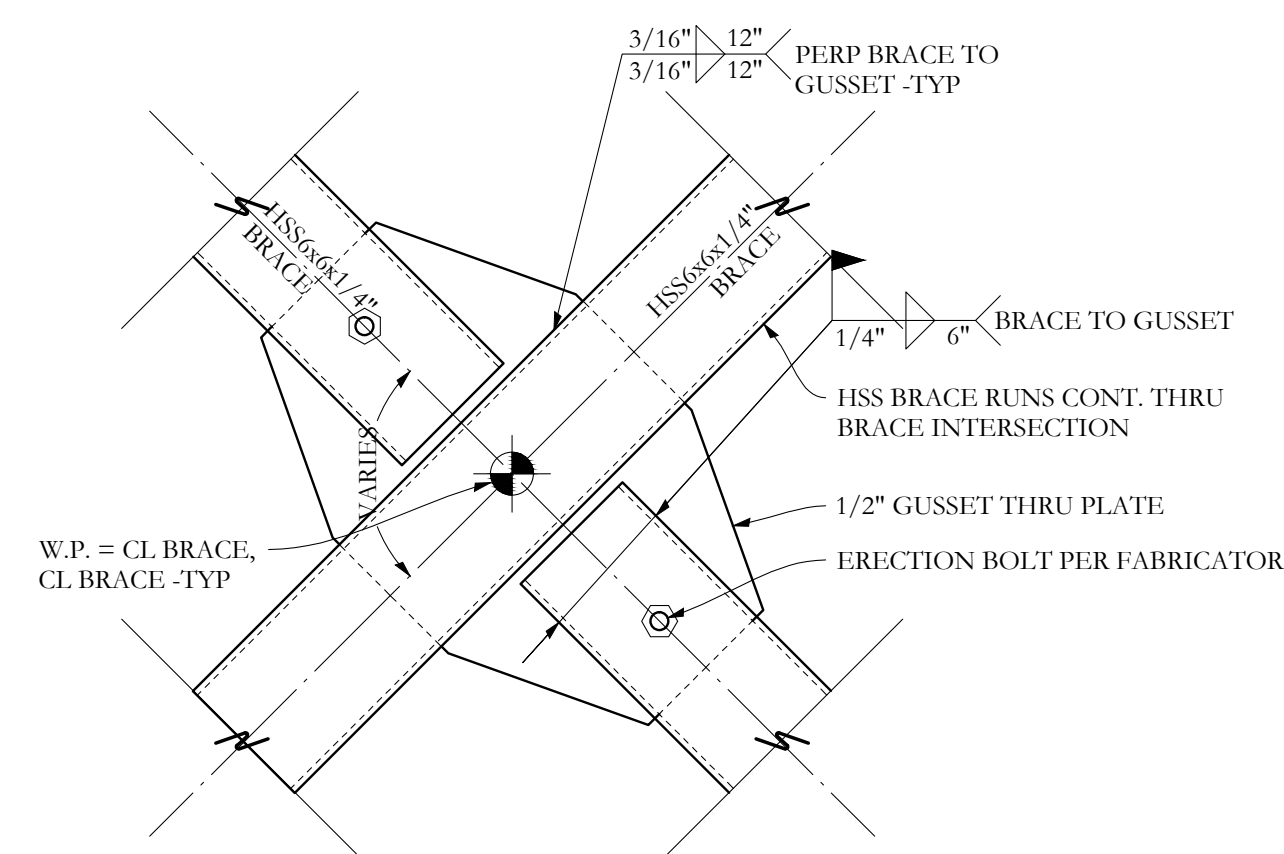 3/16" 12"
3/16" 12"
PERP BRACE TO
GUSSET -TYP
HSS6x6x1/4"
BRACE
HSS6x6x1/4"
BRACE
1/4" 6"
BRACE TO GUSSET
HSS BRACE RUNS CONT. THRU
BRACE INTERSECTION
VARIES
1/2" GUSSET THRU PLATE
W.P. = CL BRACE,
CL BRACE -TYP
ERECTION BOLT PER FABRICATOR